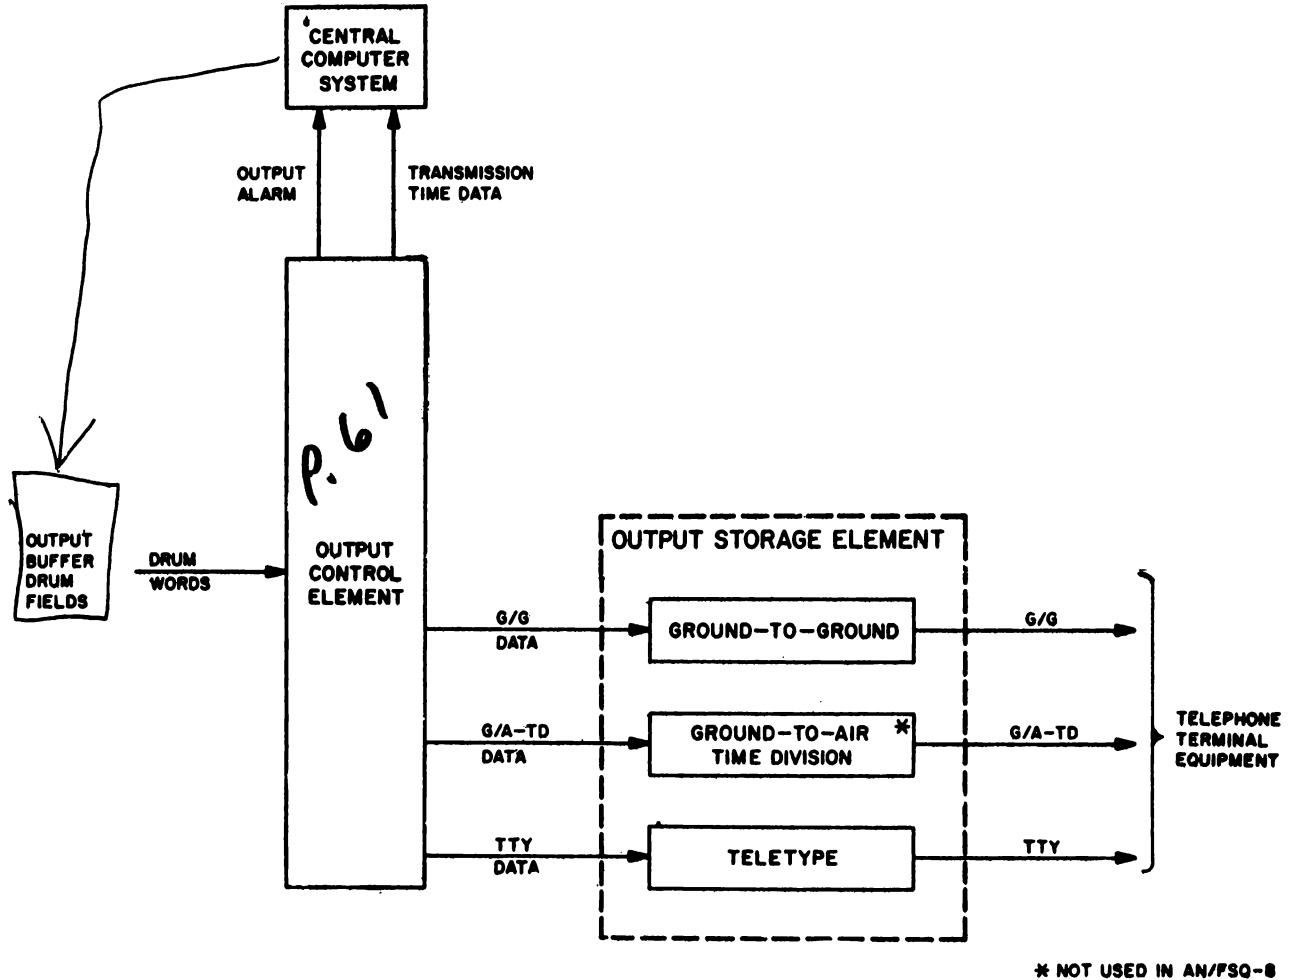 CENTRAL
COMPUTER
SYSTEM
OUTPUT
ALARM
TRANSMISSION
TIME DATA
P. 61
OUTPUT
BUFFER
DRUM
FIELDS
DRUM
WORDS
OUTPUT
CONTROL
ELEMENT
OUTPUT STORAGE ELEMENT
G/G
DATA
GROUND-TO-GROUND
G/G
G/A-TD
DATA
GROUND-TO-AIR *
TIME DIVISION
G/A-TD
TELEPHONE
TERMINAL
EQUIPMENT
TTY
DATA
TELETYPE
TTY
* NOT USED IN AN/FSQ-8